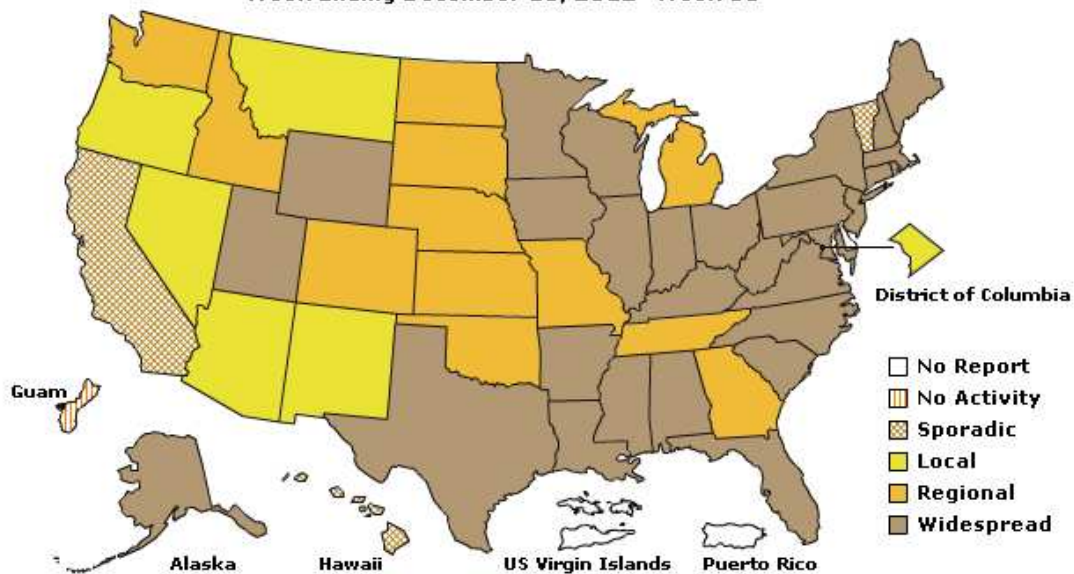 Guam
District of Columbia
No Report
No Activity
Sporadic
Local
Regional
Widespread
Alaska
Hawaii
US Virgin Islands
Puerto Rico